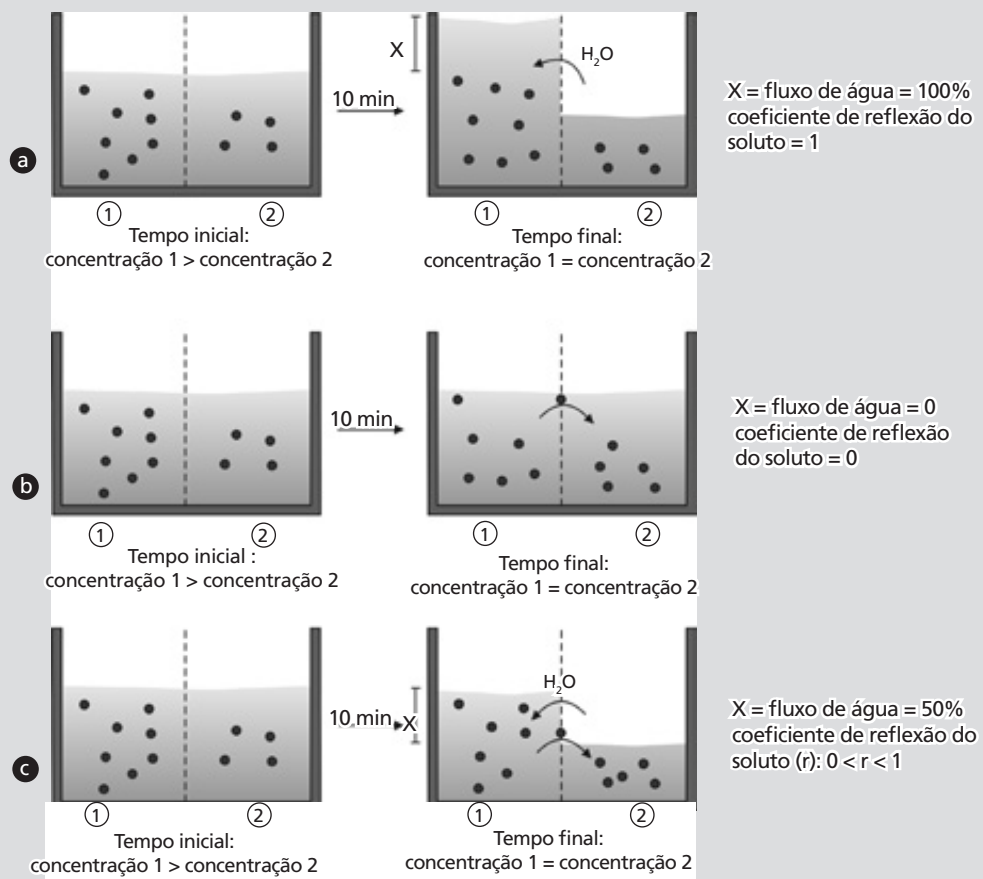 a
X
H₂O
10 min
1
2
1
2
Tempo inicial:
concentração 1 > concentração 2
Tempo final:
concentração 1 = concentração 2
X = fluxo de água = 100%
coeficiente de reflexão do
soluto = 1
b
10 min
1
2
1
2
Tempo inicial :
concentração 1 > concentração 2
Tempo final:
concentração 1 = concentração 2
X = fluxo de água = 0
coeficiente de reflexão
do soluto = 0
c
10 min
X
H₂O
1
2
1
2
Tempo inicial:
concentração 1 > concentração 2
Tempo final:
concentração 1 = concentração 2
X = fluxo de água = 50%
coeficiente de reflexão do
soluto (r): 0 < r < 1